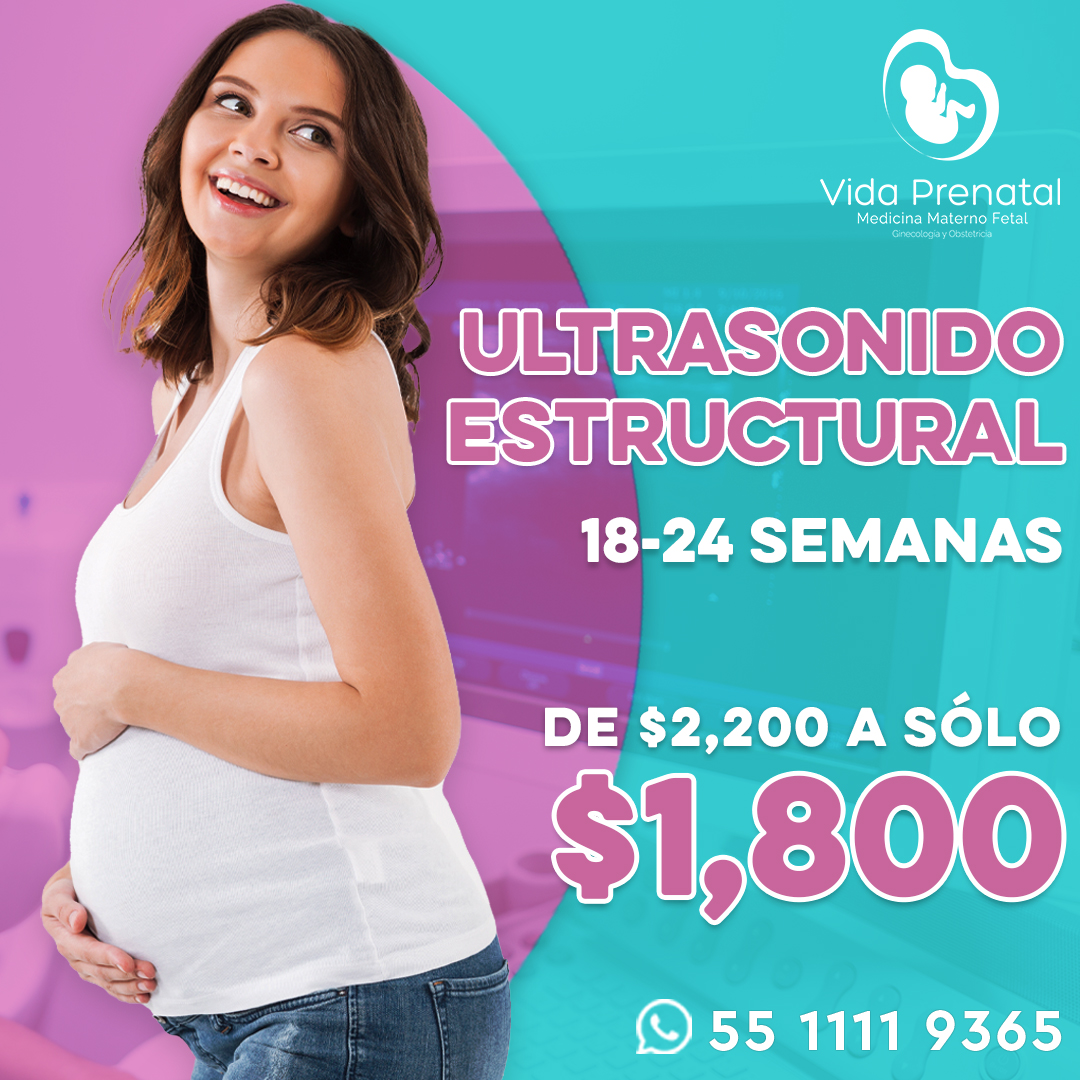 Vida Prenatal
Medicina Materno Fetal
Ginecología y Obstetricia
ULTRASONIDO
ESTRUCTURAL
18-24 SEMANAS
DE $2,200 A SÓLO
$1,800
55 1111 9365